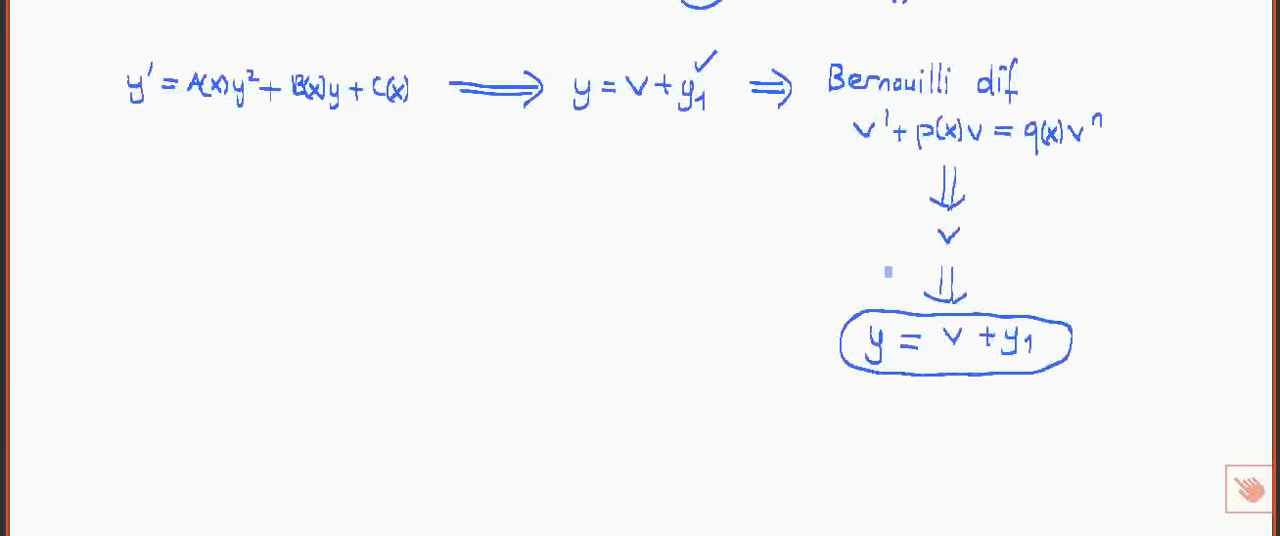 y' = A(x)y² + B(x)y + C(x) ⟹ y = v + y₁ ✓ ⟹ Bernouilli dif
v' + p(x)v = q(x)vⁿ
⇓
v
⇓
y = v + y₁